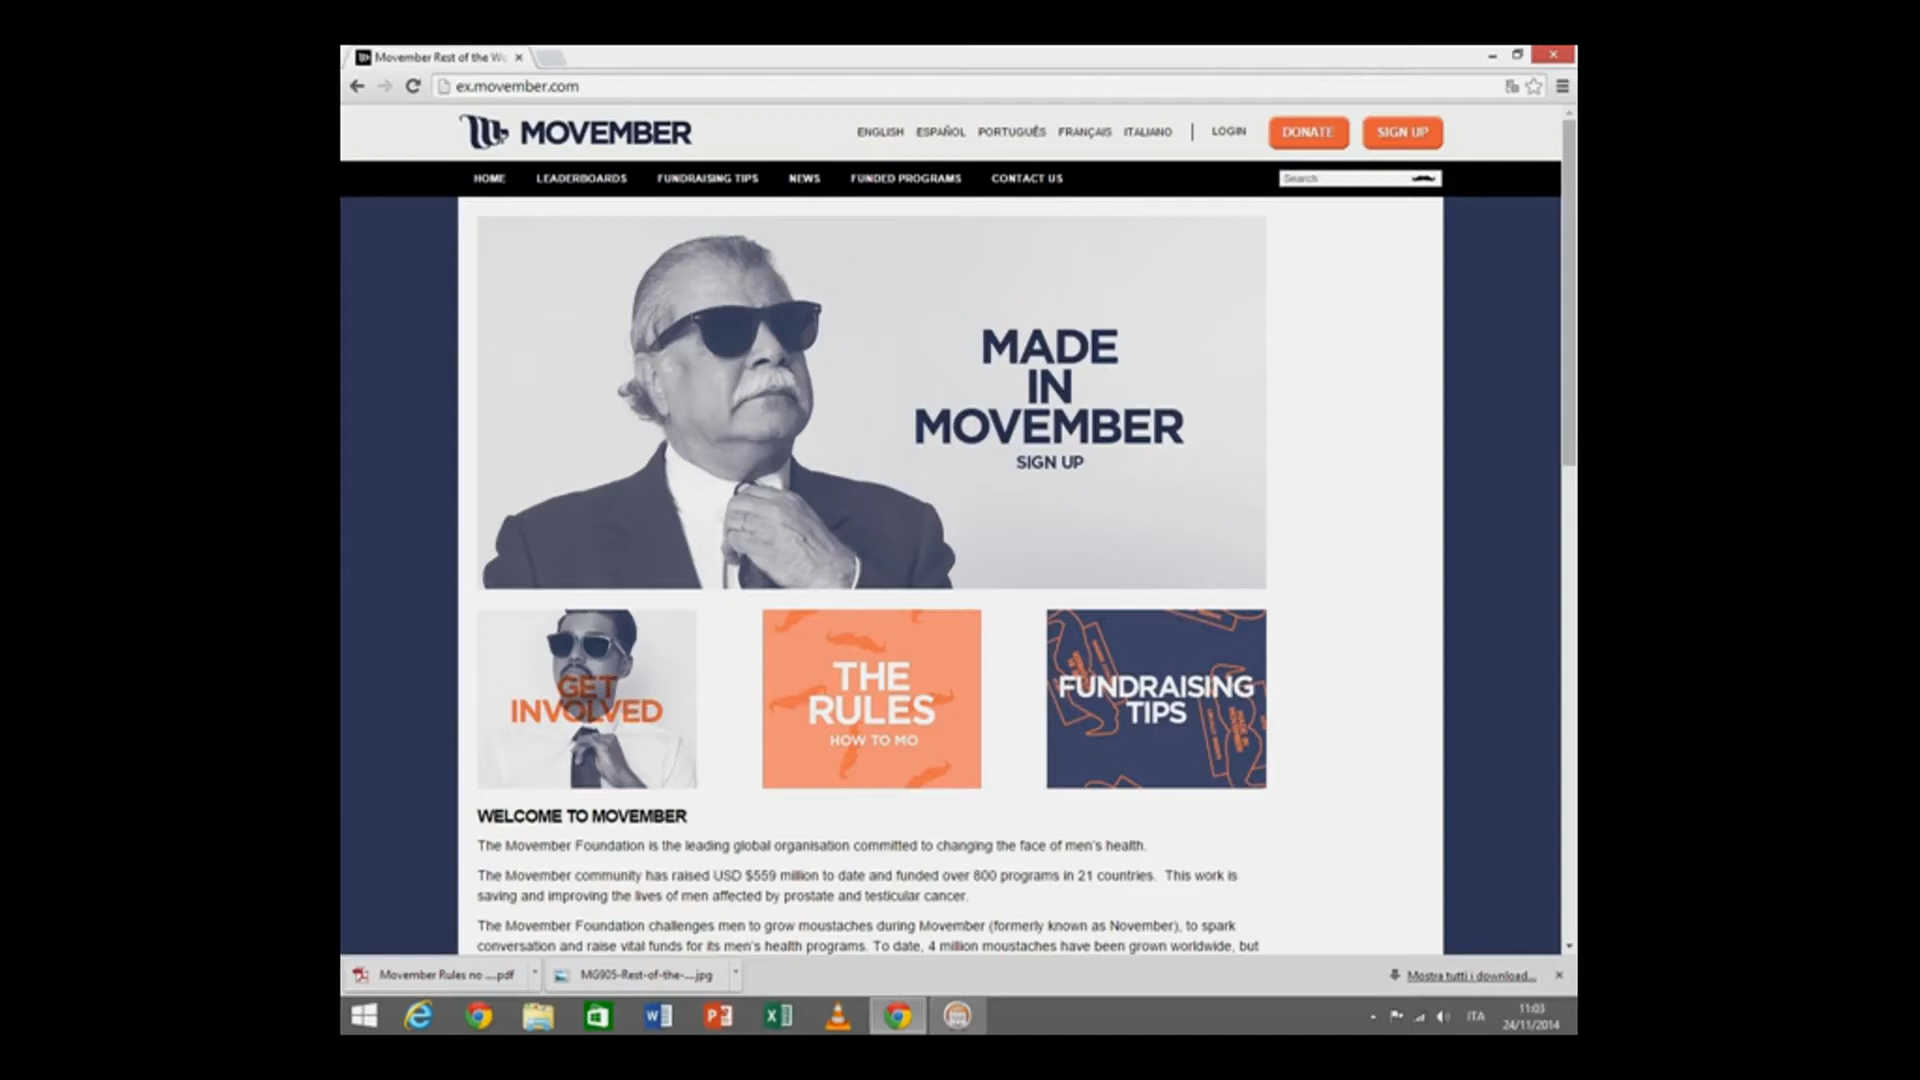 Movember Rest of the Wo
ex.movember.com
MOVEMBER
ENGLISH ESPAÑOL PORTUGUÊS FRANÇAIS ITALIANO | LOGIN DONATE SIGN UP
HOME LEADERBOARDS FUNDRAISING TIPS NEWS FUNDED PROGRAMS CONTACT US Search
MADE
IN
MOVEMBER
SIGN UP
GET
INVOLVED
THE
RULES
HOW TO MO
FUNDRAISING
TIPS
WELCOME TO MOVEMBER
The Movember Foundation is the leading global organisation committed to changing the face of men's health.
The Movember community has raised USD $559 million to date and funded over 800 programs in 21 countries. This work is
saving and improving the lives of men affected by prostate and testicular cancer.
The Movember Foundation challenges men to grow moustaches during Movember (formerly known as November), to spark
conversation and raise vital funds for its men's health programs. To date, 4 million moustaches have been grown worldwide, but
Movember Rules no ....pdf MG905-Rest-of-the-....jpg Mostra tutti i download...
ITA 11:03
24/11/2014